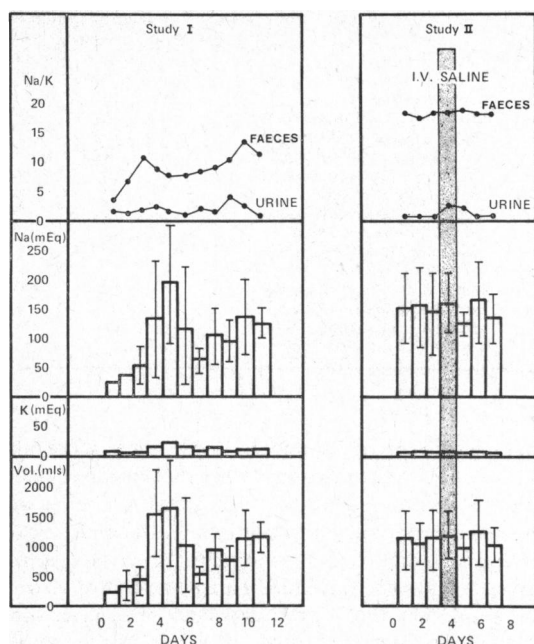 Study I
Study II
Na/K
I.V. SALINE
20
FAECES
FAECES
15
10
5
URINE
URINE
0
Na(mEq)
250
200
150
100
50
0
K(mEq)
50
0
Vol.(mls)
2000
1500
1000
500
0
0 2 4 6 8 10 12
0 2 4 6 8
DAYS
DAYS